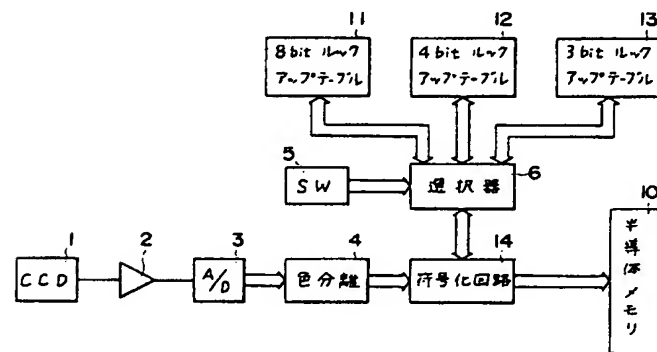 11
12
13
8bit ルック
アップテーブル
4bit ルック
アップテーブル
3bit ルック
アップテーブル
5
SW
選択器
6
10
1
2
3
4
14
CCD
A/D
色分離
符号化回路
半導体メモリ